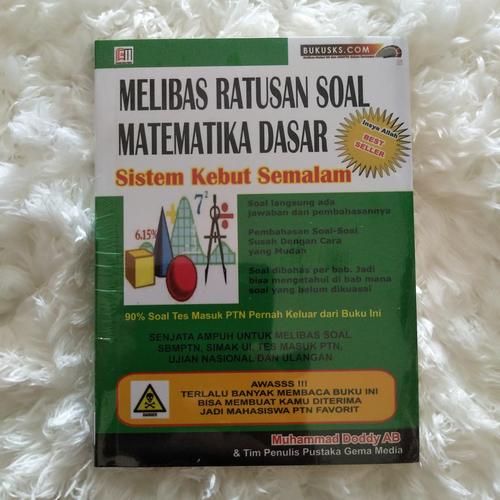 BUKUSKS.COM
MELIBAS RATUSAN SOAL
MATEMATIKA DASAR
Insya Allah
BEST
SELLER
Sistem Kebut Semalam
Soal langsung ada
jawaban dan pembahasannya
7²
6.15%
Pembahasan Soal-Soal
Susah Dengan Cara
yang Mudah
Soal dibahas per bab. Jadi
bisa mengetahui di bab mana
soal yang belum dikuasai
90% Soal Tes Masuk PTN Pernah Keluar dari Buku Ini
SENJATA AMPUH UNTUK MELIBAS SOAL
SBMPTN, SIMAK UI, TES MASUK PTN,
UJIAN NASIONAL DAN ULANGAN
AWASSS !!!
TERLALU BANYAK MEMBACA BUKU INI
BISA MEMBUAT KAMU DITERIMA
JADI MAHASISWA PTN FAVORIT
DANGER
Muhammad Doddy AB
& Tim Penulis Pustaka Gema Media